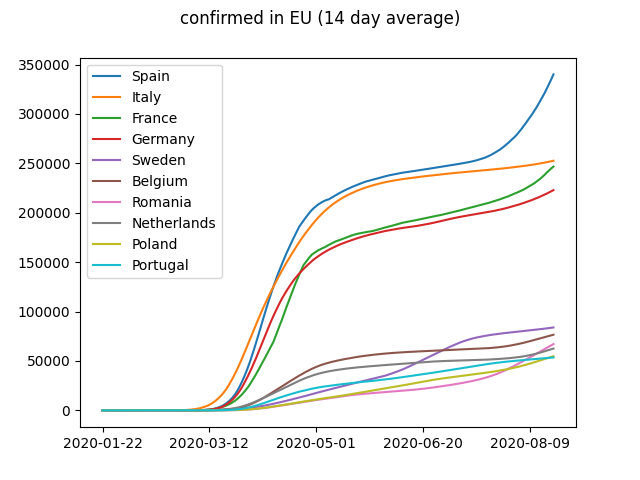 confirmed in EU (14 day average)
350000
300000
250000
200000
150000
100000
50000
0
Spain
Italy
France
Germany
Sweden
Belgium
Romania
Netherlands
Poland
Portugal
2020-01-22 2020-03-12 2020-05-01 2020-06-20 2020-08-09